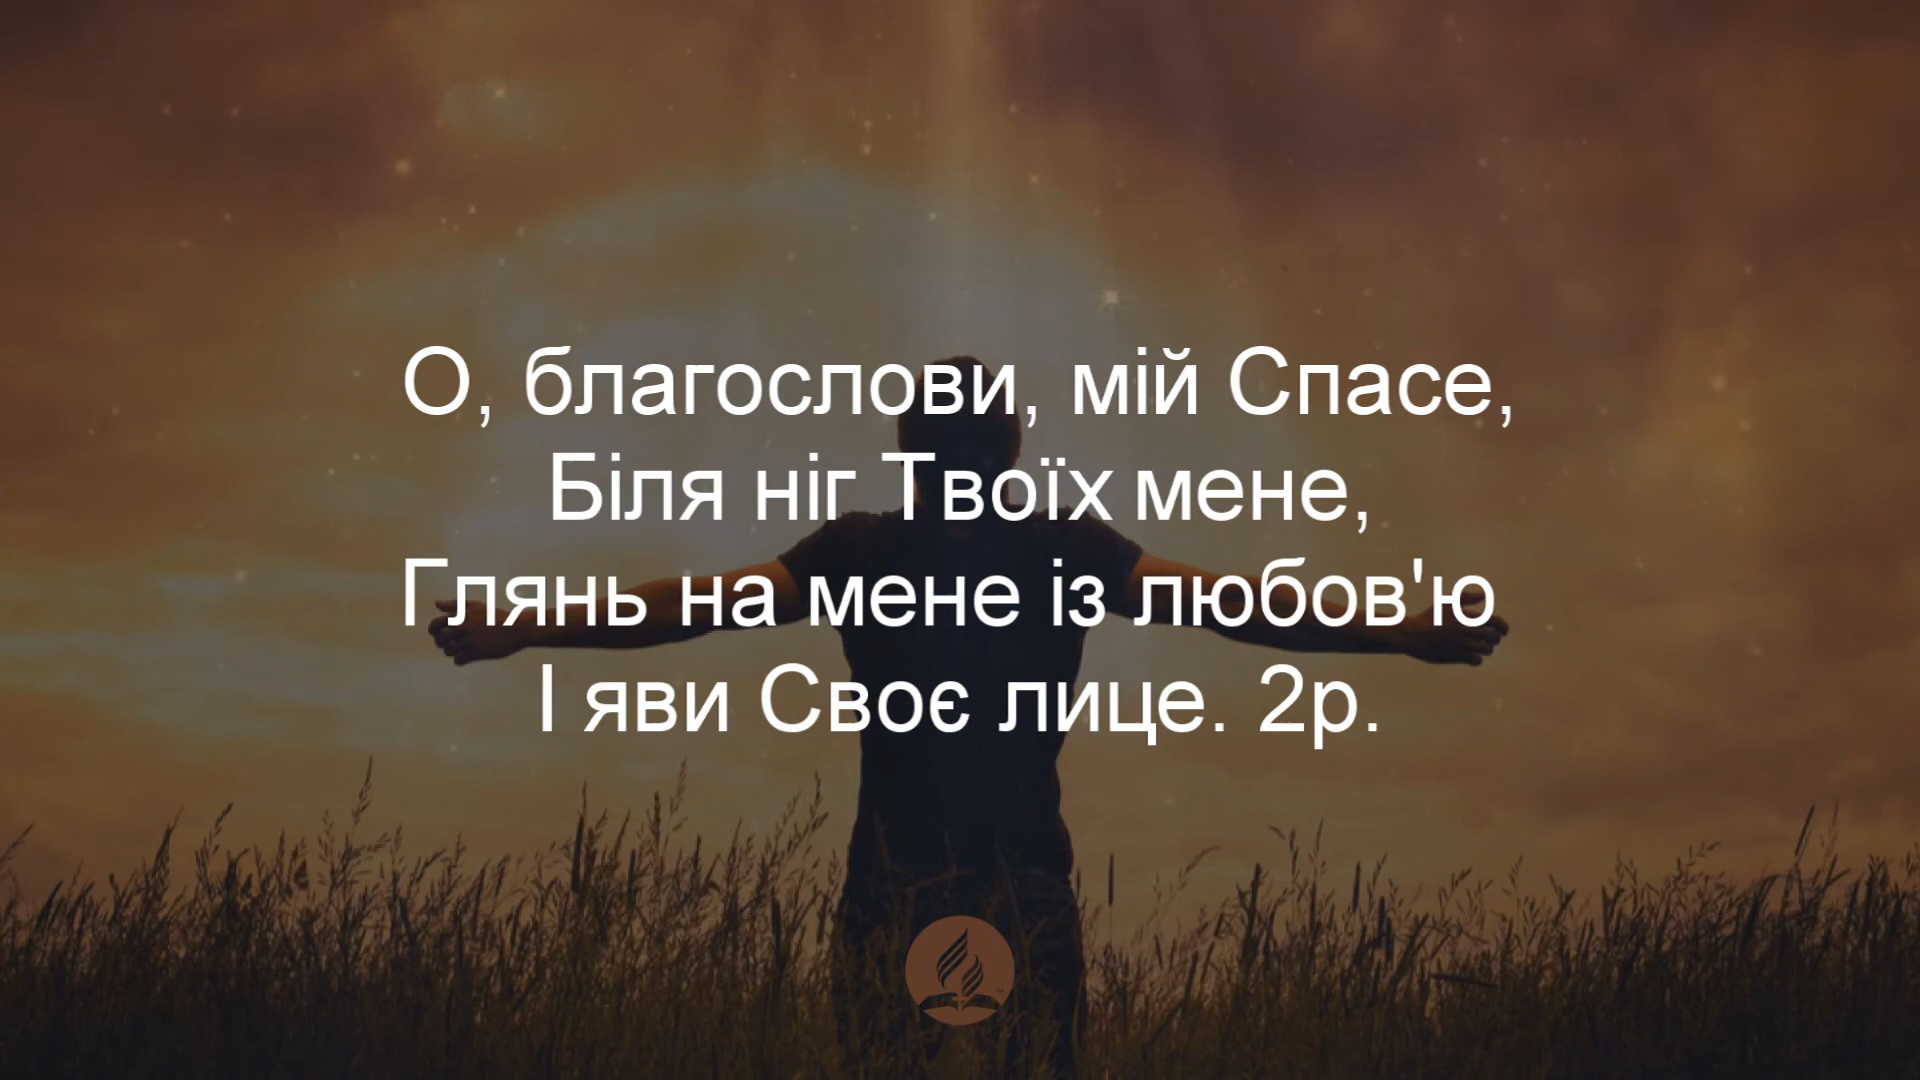 О, благослови, мій Спасе,
Біля ніг Твоїх мене,
Глянь на мене із любов'ю
І яви Своє лице. 2р.